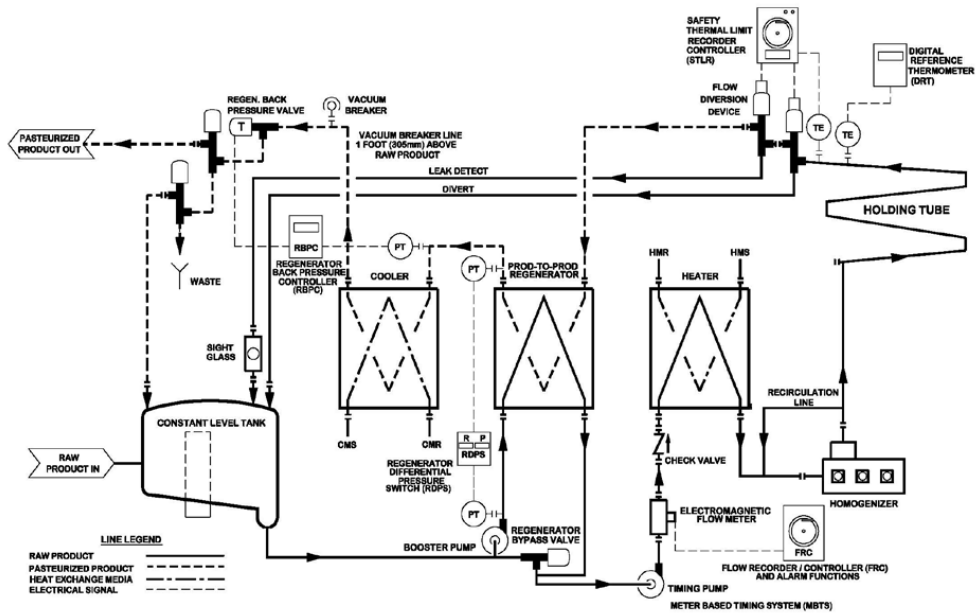 SAFETY
THERMAL LIMIT
RECORDER
CONTROLLER
(STLR)
DIGITAL
REFERENCE
THERMOMETER
(DRT)
FLOW
DIVERSION
DEVICE
TE
TE
REGEN. BACK
PRESSURE VALVE
T
VACUUM
BREAKER
VACUUM BREAKER LINE
1 FOOT (305mm) ABOVE
RAW PRODUCT
PASTEURIZED
PRODUCT OUT
LEAK DETECT
DIVERT
HOLDING TUBE
WASTE
RBPC
REGENERATOR
BACK PRESSURE
CONTROLLER
(RBPC)
PT
COOLER
PT
PROD-TO-PROD
REGENERATOR
HMR
HEATER
HMS
SIGHT
GLASS
RECIRCULATION
LINE
CONSTANT LEVEL TANK
CMS
CMR
R P
RDPS
REGENERATOR
DIFFERENTIAL
PRESSURE
SWITCH (RDPS)
CHECK VALVE
RAW
PRODUCT IN
HOMOGENIZER
PT
ELECTROMAGNETIC
FLOW METER
REGENERATOR
BYPASS VALVE
BOOSTER PUMP
FRC
FLOW RECORDER / CONTROLLER (FRC)
AND ALARM FUNCTIONS
TIMING PUMP
METER BASED TIMING SYSTEM (MBTS)
LINE LEGEND
RAW PRODUCT
PASTEURIZED PRODUCT
HEAT EXCHANGE MEDIA
ELECTRICAL SIGNAL